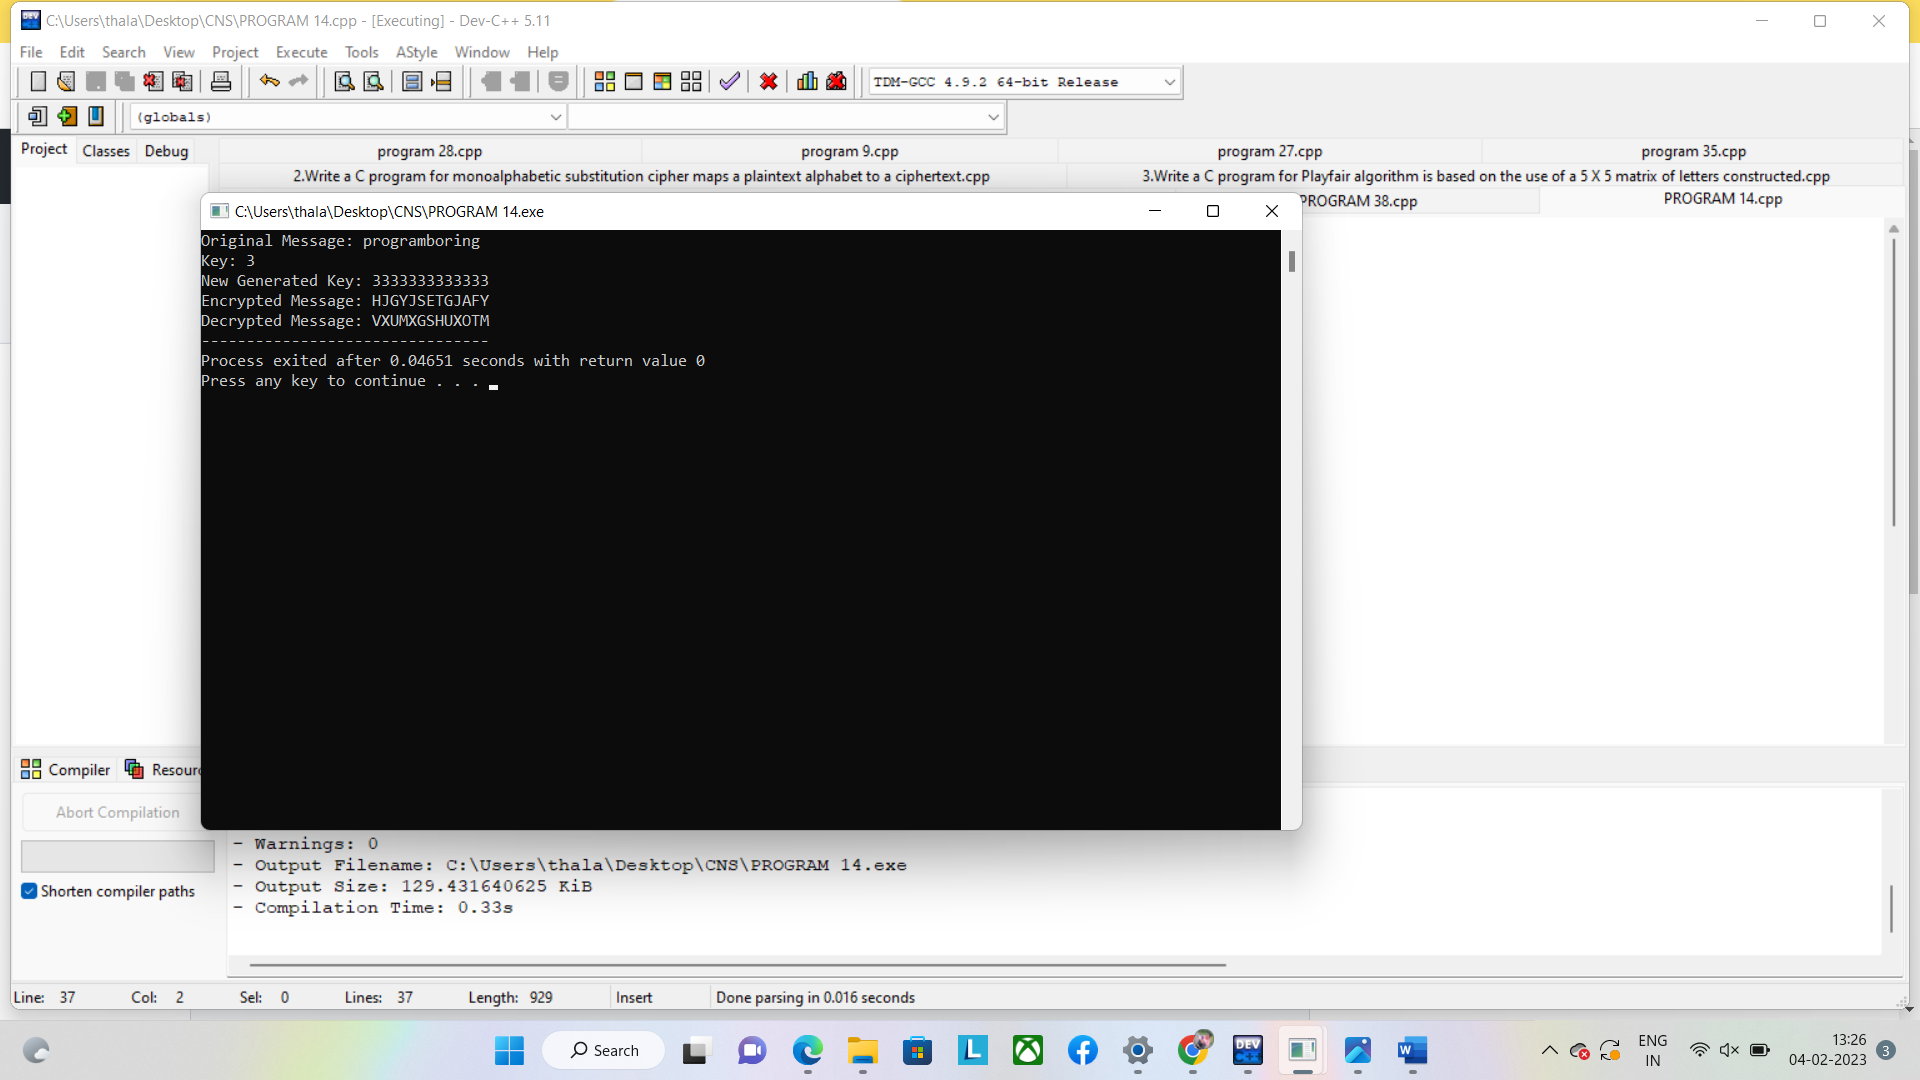 C:\Users\thala\Desktop\CNS\PROGRAM 14.cpp - [Executing] - Dev-C++ 5.11
File Edit Search View Project Execute Tools AStyle Window Help
TDM-GCC 4.9.2 64-bit Release
(globals)
Project Classes Debug
program 28.cpp program 9.cpp program 27.cpp program 35.cpp
2.Write a C program for monoalphabetic substitution cipher maps a plaintext alphabet to a ciphertext.cpp 3.Write a C program for Playfair algorithm is based on the use of a 5 X 5 matrix of letters constructed.cpp
PROGRAM 38.cpp PROGRAM 14.cpp
C:\Users\thala\Desktop\CNS\PROGRAM 14.exe
Original Message: programboring
Key: 3
New Generated Key: 3333333333333
Encrypted Message: HJGYJSETGJAFY
Decrypted Message: VXUMXGSHUXOTM
--------------------------------
Process exited after 0.04651 seconds with return value 0
Press any key to continue . . .
Compiler Resourc
Abort Compilation
Shorten compiler paths
- Warnings: 0
- Output Filename: C:\Users\thala\Desktop\CNS\PROGRAM 14.exe
- Output Size: 129.431640625 KiB
- Compilation Time: 0.33s
Line: 37 Col: 2 Sel: 0 Lines: 37 Length: 929 Insert Done parsing in 0.016 seconds
Search
DEV C++
L
W
ENG
IN
13:26
04-02-2023
3